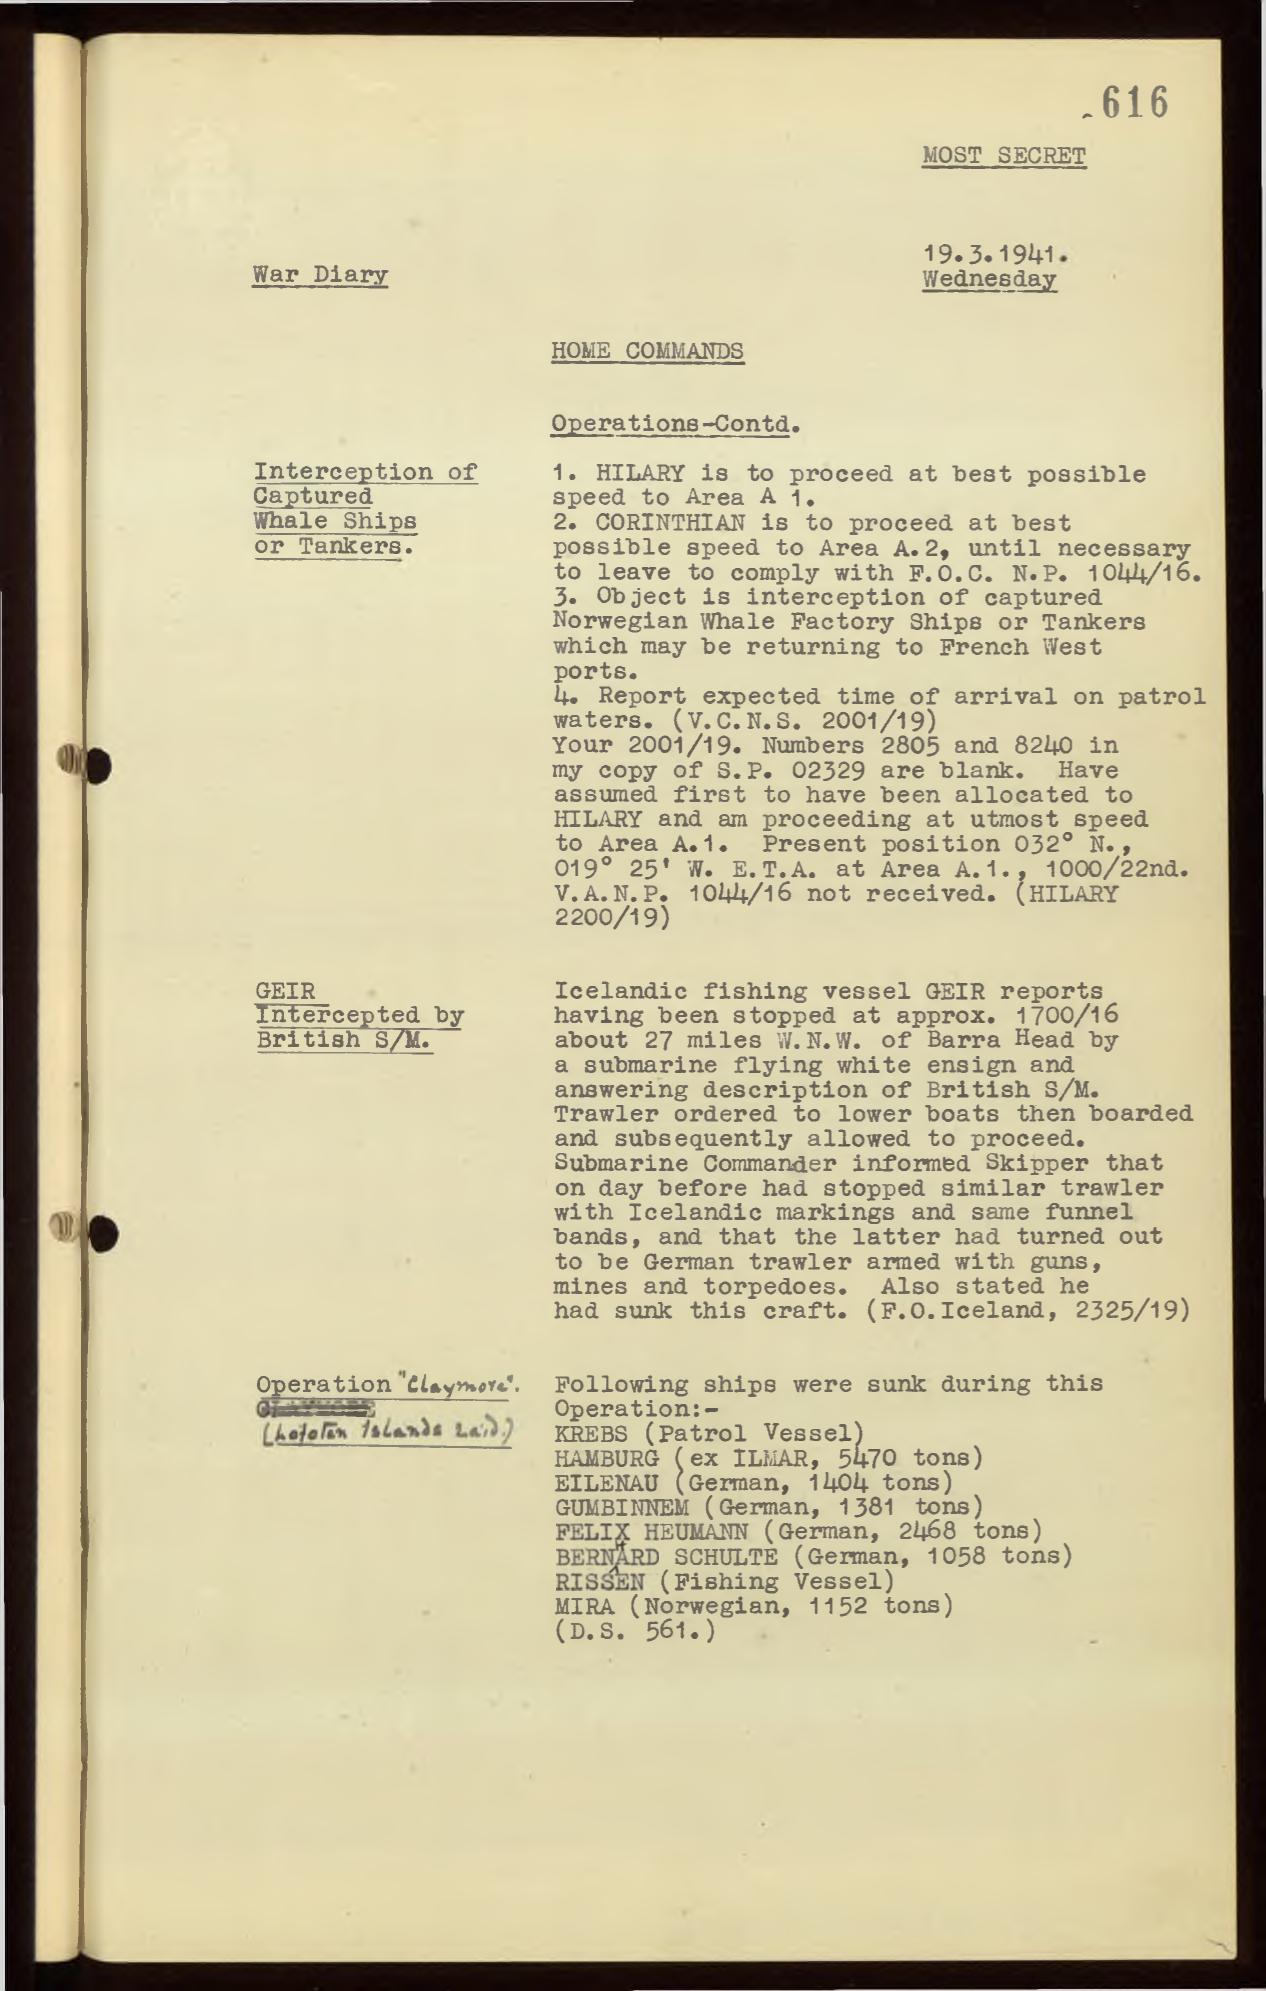 616
MOST SECRET
19.3.1941.
War Diary
Wednesday
HOME COMMANDS
Operations-Contd.
Interception of
Captured
Whale Ships
or Tankers.
1. HILARY is to proceed at best possible
speed to Area A 1.
2. CORINTHIAN is to proceed at best
possible speed to Area A.2, until necessary
to leave to comply with F.O.C. N.P. 1044/16.
3. Object is interception of captured
Norwegian Whale Factory Ships or Tankers
which may be returning to French West
ports.
4. Report expected time of arrival on patrol
waters. (V.C.N.S. 2001/19)
Your 2001/19. Numbers 2805 and 8240 in
my copy of S.P. 02329 are blank. Have
assumed first to have been allocated to
HILARY and am proceeding at utmost speed
to Area A.1. Present position 032° N.,
019° 25' W. E.T.A. at Area A.1., 1000/22nd.
V.A.N.P. 1044/16 not received. (HILARY
2200/19)
GEIR
Intercepted by
British S/M.
Icelandic fishing vessel GEIR reports
having been stopped at approx. 1700/16
about 27 miles W.N.W. of Barra Head by
a submarine flying white ensign and
answering description of British S/M.
Trawler ordered to lower boats then boarded
and subsequently allowed to proceed.
Submarine Commander informed Skipper that
on day before had stopped similar trawler
with Icelandic markings and same funnel
bands, and that the latter had turned out
to be German trawler armed with guns,
mines and torpedoes. Also stated he
had sunk this craft. (F.O.Iceland, 2325/19)
Operation "Claymore".
(Lofoten Islands raid.)
Following ships were sunk during this
Operation:-
KREBS (Patrol Vessel)
HAMBURG (ex ILMAR, 5470 tons)
EILENAU (German, 1404 tons)
GUMBINNEM (German, 1381 tons)
FELIX HEUMANN (German, 2468 tons)
BERNHARD SCHULTE (German, 1058 tons)
RISSEN (Fishing Vessel)
MIRA (Norwegian, 1152 tons)
(D.S. 561.)